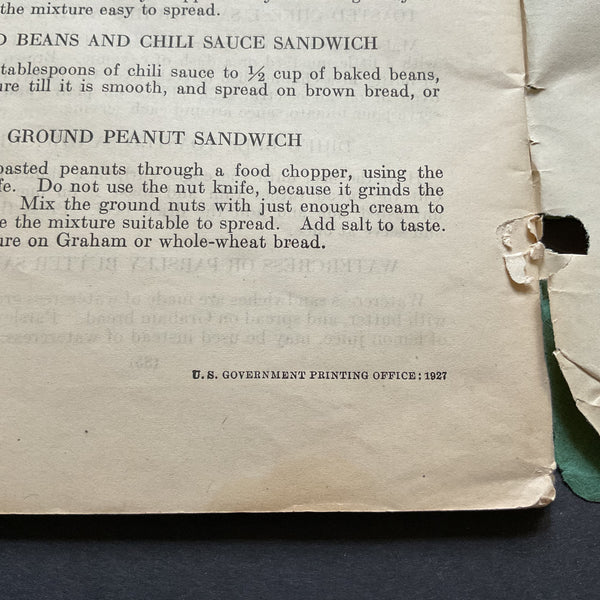 the mixture easy to spread.
D BEANS AND CHILI SAUCE SANDWICH
tablespoons of chili sauce to ½ cup of baked beans,
ure till it is smooth, and spread on brown bread, or
GROUND PEANUT SANDWICH
oasted peanuts through a food chopper, using the
fe. Do not use the nut knife, because it grinds the
Mix the ground nuts with just enough cream to
e the mixture suitable to spread. Add salt to taste.
ure on Graham or whole-wheat bread.
U. S. GOVERNMENT PRINTING OFFICE: 1927